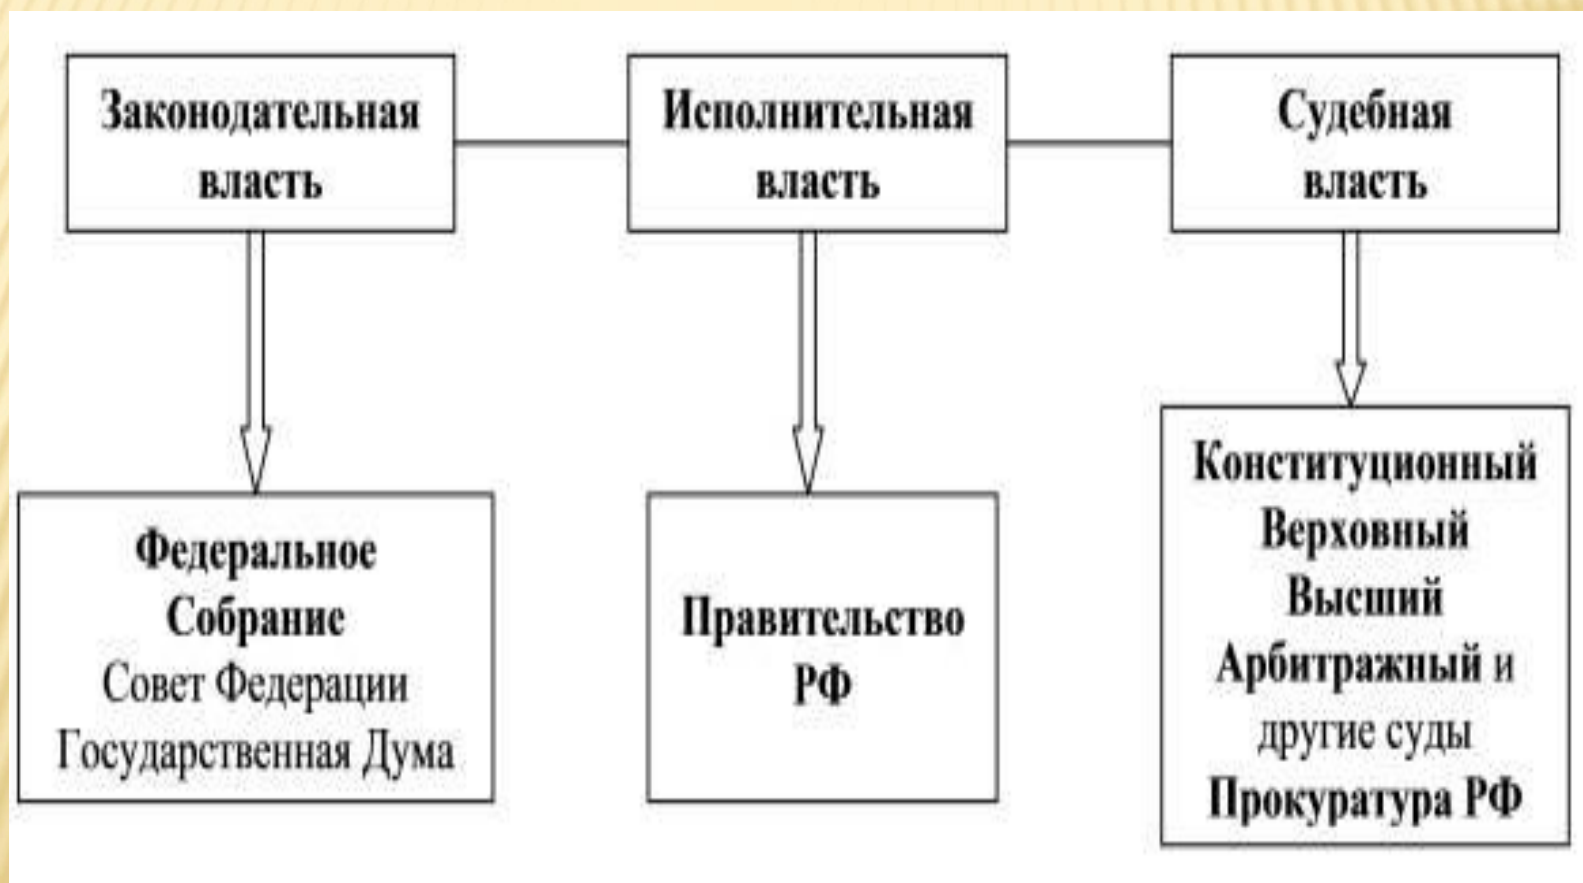 Законодательная
власть
Исполнительная
власть
Судебная
власть
Федеральное
Собрание
Совет Федерации
Государственная Дума
Правительство
РФ
Конституционный
Верховный
Высший
Арбитражный и
другие суды
Прокуратура РФ